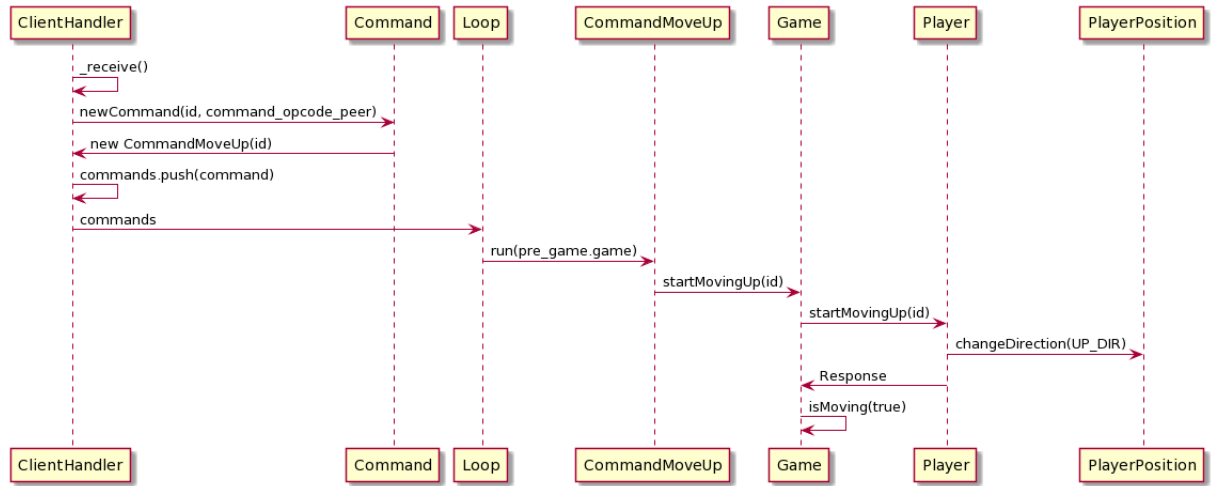 ClientHandler Command Loop CommandMoveUp Game Player PlayerPosition
_receive()
newCommand(id, command_opcode_peer)
new CommandMoveUp(id)
commands.push(command)
commands
run(pre_game.game)
startMovingUp(id)
startMovingUp(id)
changeDirection(UP_DIR)
Response
isMoving(true)
ClientHandler Command Loop CommandMoveUp Game Player PlayerPosition